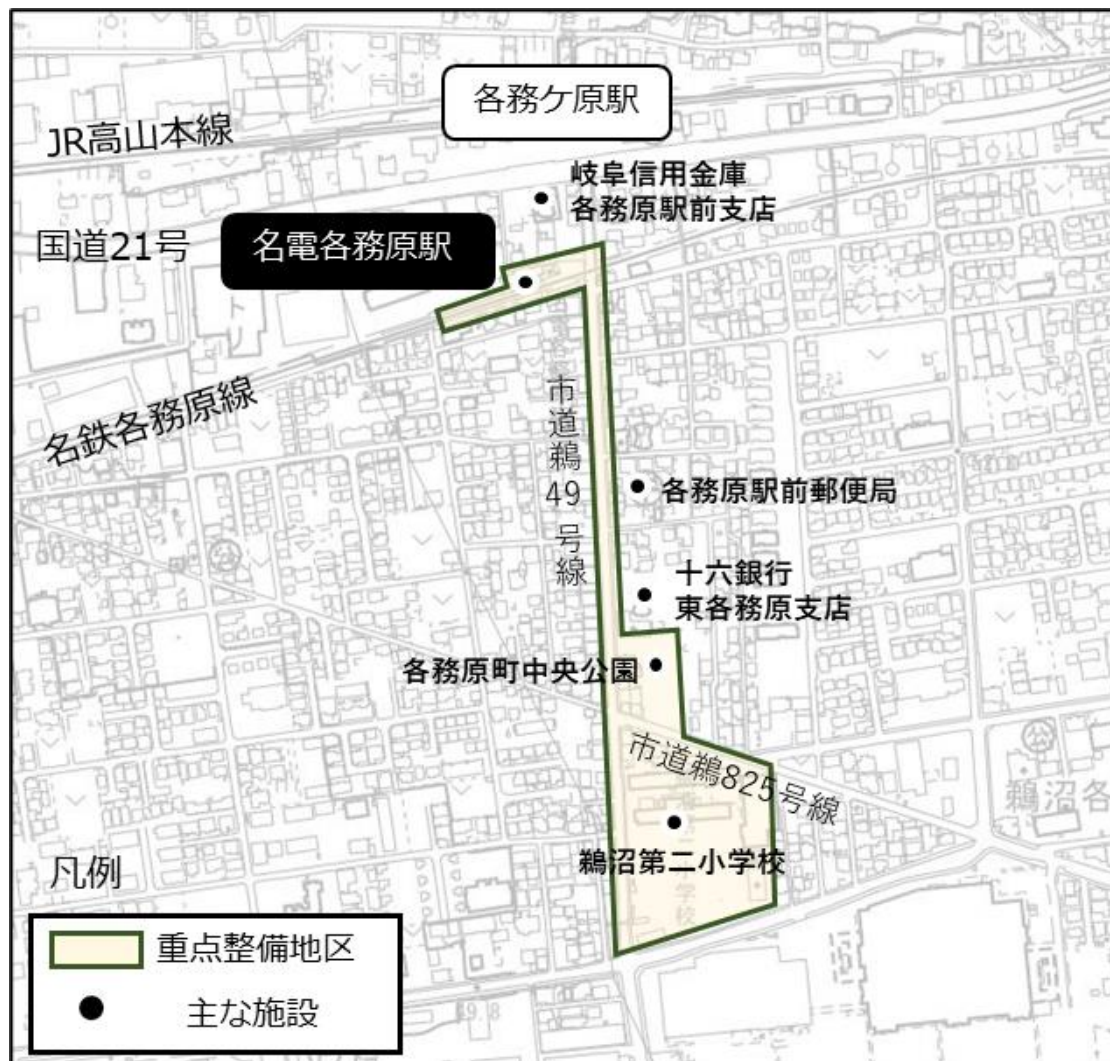 各務ケ原駅
JR高山本線
岐阜信用金庫
各務原駅前支店
国道21号
名電各務原駅
名鉄各務原線
市道鵜49号線
各務原駅前郵便局
十六銀行
東各務原支店
各務原町中央公園
市道鵜825号線
鵜沼各
鵜沼第二小学校
学校
凡例
重点整備地区
主な施設
49.8